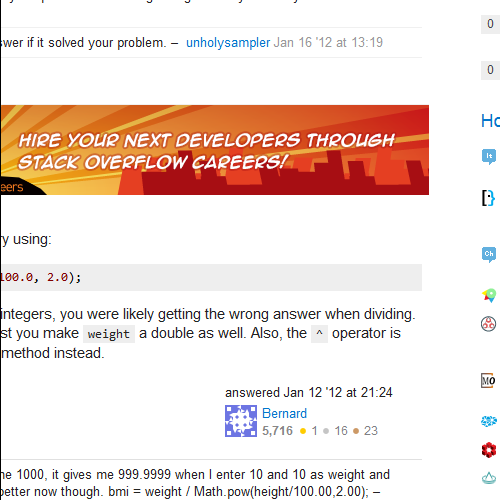 swer if it solved your problem. – unholysampler Jan 16 '12 at 13:19
0
0
HIRE YOUR NEXT DEVELOPERS THROUGH
STACK OVERFLOW CAREERS!
eers
Ho
ry using:
100.0, 2.0);
integers, you were likely getting the wrong answer when dividing.
st you make weight a double as well. Also, the ^ operator is
method instead.
answered Jan 12 '12 at 21:24
Bernard
5,716 ● 1 ● 16 ● 23
ne 1000, it gives me 999.9999 when I enter 10 and 10 as weight and
better now though. bmi = weight / Math.pow(height/100.00,2.00); –